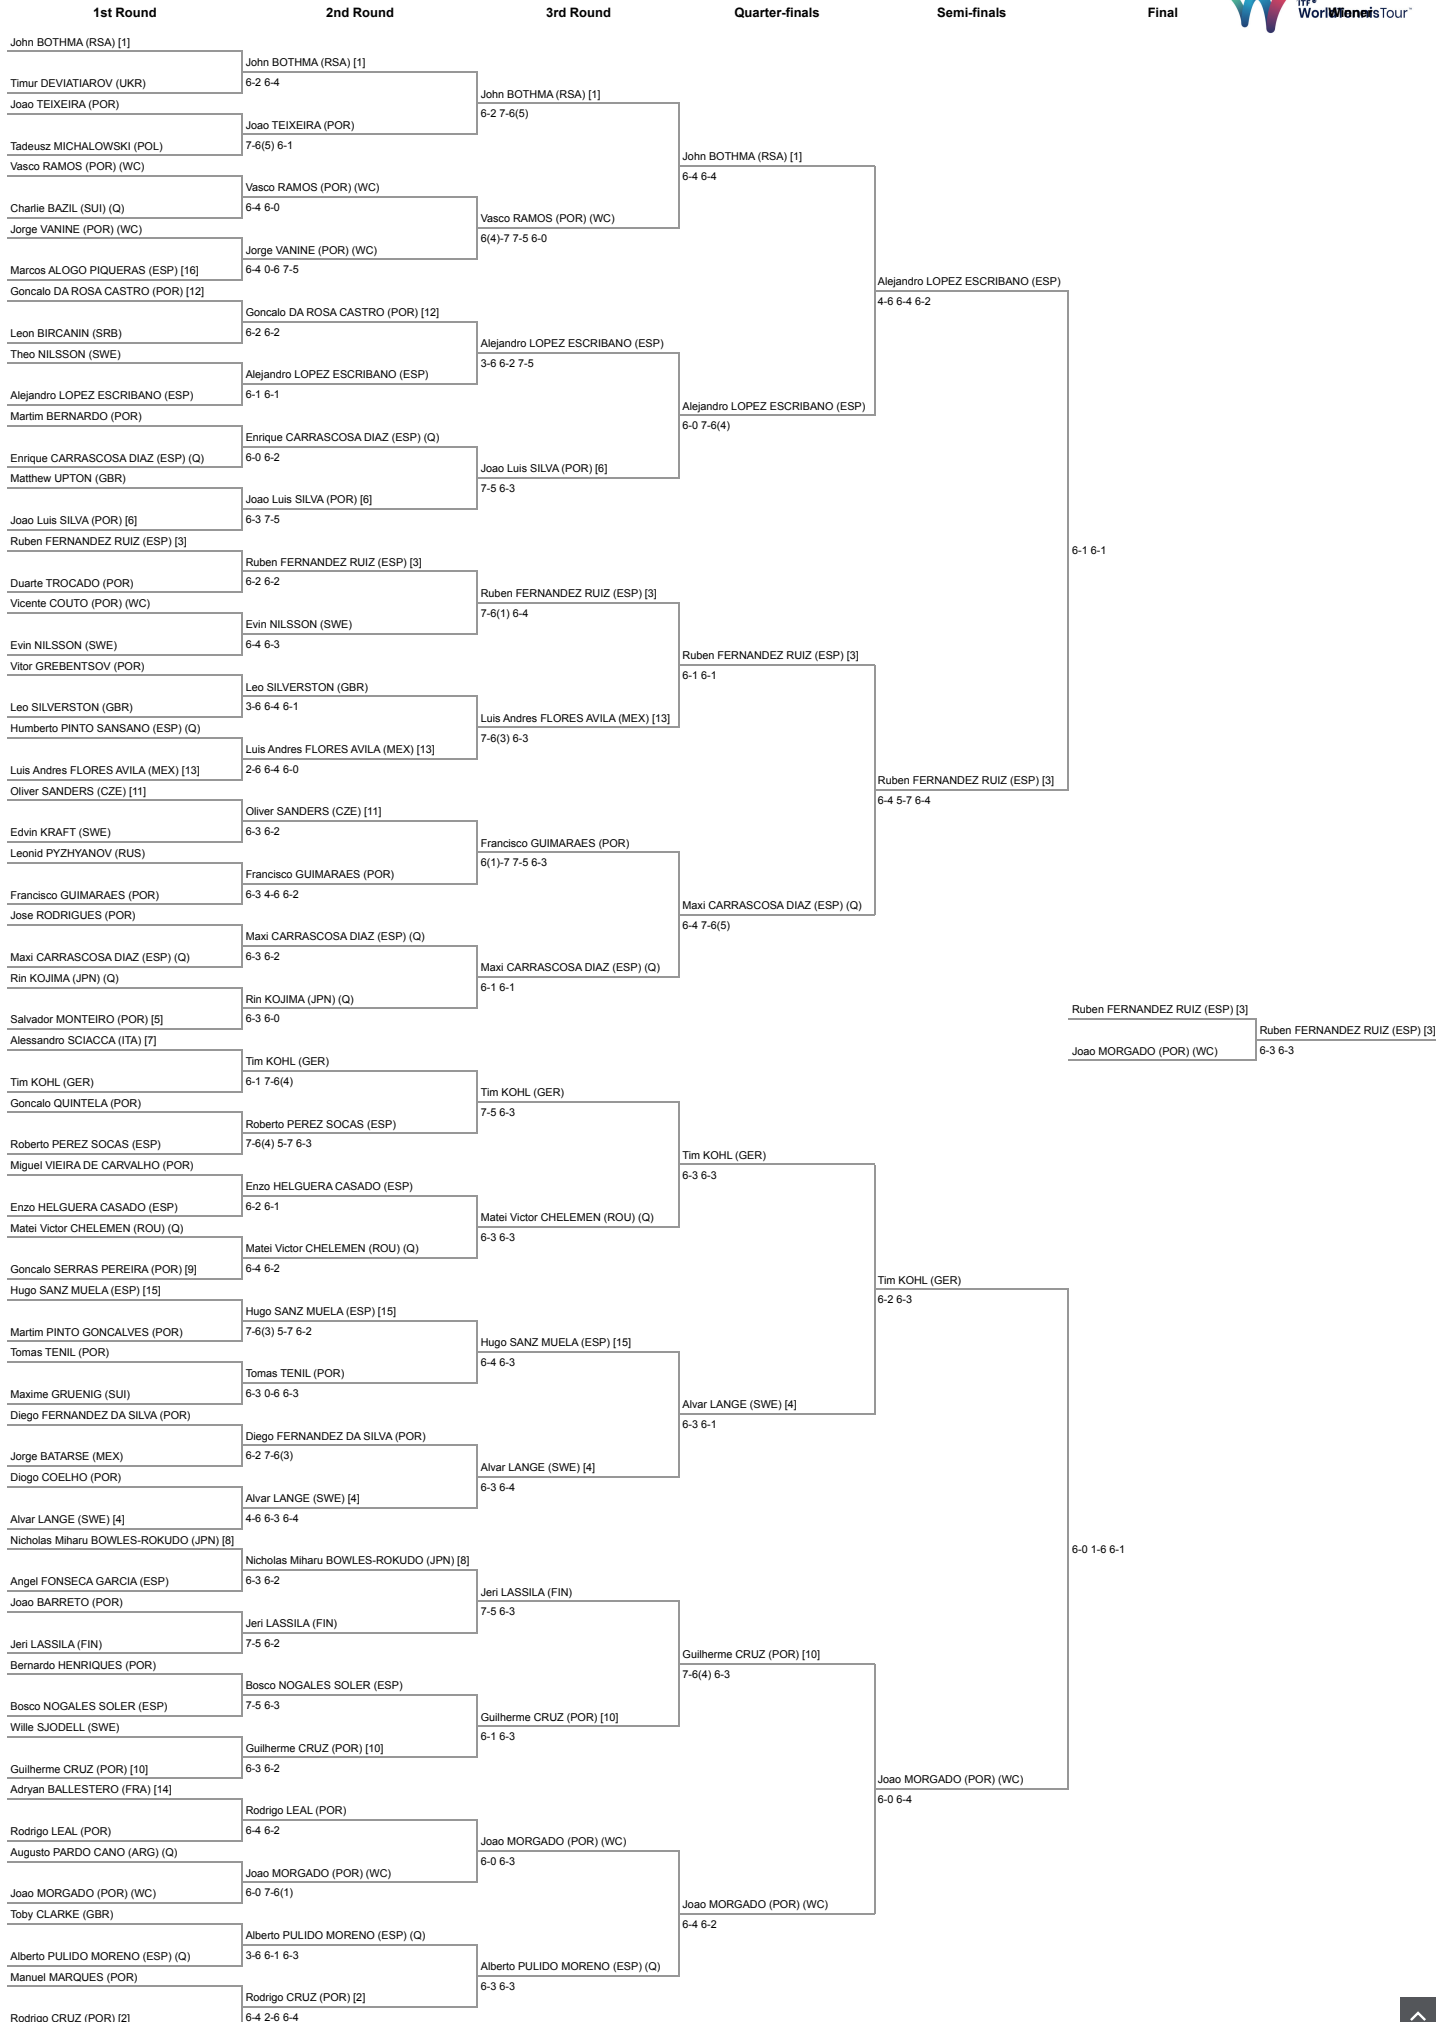 1st Round
2nd Round
3rd Round
Quarter-finals
Semi-finals
Final
ITF®
World Tennis Tour
John BOTHMA (RSA) [1]
Timur DEVIATIAROV (UKR)
Joao TEIXEIRA (POR)
Tadeusz MICHALOWSKI (POL)
Vasco RAMOS (POR) (WC)
Charlie BAZIL (SUI) (Q)
Jorge VANINE (POR) (WC)
Marcos ALOGO PIQUERAS (ESP) [16]
Goncalo DA ROSA CASTRO (POR) [12]
Leon BIRCANIN (SRB)
Theo NILSSON (SWE)
Alejandro LOPEZ ESCRIBANO (ESP)
Martim BERNARDO (POR)
Enrique CARRASCOSA DIAZ (ESP) (Q)
Matthew UPTON (GBR)
Joao Luis SILVA (POR) [6]
Ruben FERNANDEZ RUIZ (ESP) [3]
Duarte TROCADO (POR)
Vicente COUTO (POR) (WC)
Evin NILSSON (SWE)
Vitor GREBENTSOV (POR)
Leo SILVERSTON (GBR)
Humberto PINTO SANSANO (ESP) (Q)
Luis Andres FLORES AVILA (MEX) [13]
Oliver SANDERS (CZE) [11]
Edvin KRAFT (SWE)
Leonid PYZHYANOV (RUS)
Francisco GUIMARAES (POR)
Jose RODRIGUES (POR)
Maxi CARRASCOSA DIAZ (ESP) (Q)
Rin KOJIMA (JPN) (Q)
Salvador MONTEIRO (POR) [5]
Alessandro SCIACCA (ITA) [7]
Tim KOHL (GER)
Goncalo QUINTELA (POR)
Roberto PEREZ SOCAS (ESP)
Miguel VIEIRA DE CARVALHO (POR)
Enzo HELGUERA CASADO (ESP)
Matei Victor CHELEMEN (ROU) (Q)
Goncalo SERRAS PEREIRA (POR) [9]
Hugo SANZ MUELA (ESP) [15]
Martim PINTO GONCALVES (POR)
Tomas TENIL (POR)
Maxime GRUENIG (SUI)
Diego FERNANDEZ DA SILVA (POR)
Jorge BATARSE (MEX)
Diogo COELHO (POR)
Alvar LANGE (SWE) [4]
Nicholas Miharu BOWLES-ROKUDO (JPN) [8]
Angel FONSECA GARCIA (ESP)
Joao BARRETO (POR)
Jeri LASSILA (FIN)
Bernardo HENRIQUES (POR)
Bosco NOGALES SOLER (ESP)
Wille SJODELL (SWE)
Guilherme CRUZ (POR) [10]
Adryan BALLESTERO (FRA) [14]
Rodrigo LEAL (POR)
Augusto PARDO CANO (ARG) (Q)
Joao MORGADO (POR) (WC)
Toby CLARKE (GBR)
Alberto PULIDO MORENO (ESP) (Q)
Manuel MARQUES (POR)
Rodrigo CRUZ (POR) [2]
John BOTHMA (RSA) [1]
6-2 6-4
Joao TEIXEIRA (POR)
7-6(5) 6-1
Vasco RAMOS (POR) (WC)
6-4 6-0
Jorge VANINE (POR) (WC)
6-4 0-6 7-5
Goncalo DA ROSA CASTRO (POR) [12]
6-2 6-2
Alejandro LOPEZ ESCRIBANO (ESP)
6-1 6-1
Enrique CARRASCOSA DIAZ (ESP) (Q)
6-0 6-2
Joao Luis SILVA (POR) [6]
6-3 7-5
Ruben FERNANDEZ RUIZ (ESP) [3]
6-2 6-2
Evin NILSSON (SWE)
6-4 6-3
Leo SILVERSTON (GBR)
3-6 6-4 6-1
Luis Andres FLORES AVILA (MEX) [13]
2-6 6-4 6-0
Oliver SANDERS (CZE) [11]
6-3 6-2
Francisco GUIMARAES (POR)
6-3 4-6 6-2
Maxi CARRASCOSA DIAZ (ESP) (Q)
6-3 6-2
Rin KOJIMA (JPN) (Q)
6-3 6-0
Tim KOHL (GER)
6-1 7-6(4)
Roberto PEREZ SOCAS (ESP)
7-6(4) 5-7 6-3
Enzo HELGUERA CASADO (ESP)
6-2 6-1
Matei Victor CHELEMEN (ROU) (Q)
6-4 6-2
Hugo SANZ MUELA (ESP) [15]
7-6(3) 5-7 6-2
Tomas TENIL (POR)
6-3 0-6 6-3
Diego FERNANDEZ DA SILVA (POR)
6-2 7-6(3)
Alvar LANGE (SWE) [4]
4-6 6-3 6-4
Nicholas Miharu BOWLES-ROKUDO (JPN) [8]
6-3 6-2
Jeri LASSILA (FIN)
7-5 6-2
Bosco NOGALES SOLER (ESP)
7-5 6-3
Guilherme CRUZ (POR) [10]
6-3 6-2
Rodrigo LEAL (POR)
6-4 6-2
Joao MORGADO (POR) (WC)
6-0 7-6(1)
Alberto PULIDO MORENO (ESP) (Q)
3-6 6-1 6-3
Rodrigo CRUZ (POR) [2]
6-4 2-6 6-4
John BOTHMA (RSA) [1]
6-2 7-6(5)
Vasco RAMOS (POR) (WC)
6(4)-7 7-5 6-0
Alejandro LOPEZ ESCRIBANO (ESP)
3-6 6-2 7-5
Joao Luis SILVA (POR) [6]
7-5 6-3
Ruben FERNANDEZ RUIZ (ESP) [3]
7-6(1) 6-4
Luis Andres FLORES AVILA (MEX) [13]
7-6(3) 6-3
Francisco GUIMARAES (POR)
6(1)-7 7-5 6-3
Maxi CARRASCOSA DIAZ (ESP) (Q)
6-1 6-1
Tim KOHL (GER)
7-5 6-3
Matei Victor CHELEMEN (ROU) (Q)
6-3 6-3
Hugo SANZ MUELA (ESP) [15]
6-4 6-3
Alvar LANGE (SWE) [4]
6-3 6-4
Jeri LASSILA (FIN)
7-5 6-3
Guilherme CRUZ (POR) [10]
6-1 6-3
Joao MORGADO (POR) (WC)
6-0 6-3
Alberto PULIDO MORENO (ESP) (Q)
6-3 6-3
John BOTHMA (RSA) [1]
6-4 6-4
Alejandro LOPEZ ESCRIBANO (ESP)
6-0 7-6(4)
Ruben FERNANDEZ RUIZ (ESP) [3]
6-1 6-1
Maxi CARRASCOSA DIAZ (ESP) (Q)
6-4 7-6(5)
Tim KOHL (GER)
6-3 6-3
Alvar LANGE (SWE) [4]
6-3 6-1
Guilherme CRUZ (POR) [10]
7-6(4) 6-3
Joao MORGADO (POR) (WC)
6-4 6-2
Alejandro LOPEZ ESCRIBANO (ESP)
4-6 6-4 6-2
Ruben FERNANDEZ RUIZ (ESP) [3]
6-4 5-7 6-4
Tim KOHL (GER)
6-2 6-3
Joao MORGADO (POR) (WC)
6-0 6-4
6-1 6-1
Ruben FERNANDEZ RUIZ (ESP) [3]
Joao MORGADO (POR) (WC)
6-0 1-6 6-1
Ruben FERNANDEZ RUIZ (ESP) [3]
6-3 6-3